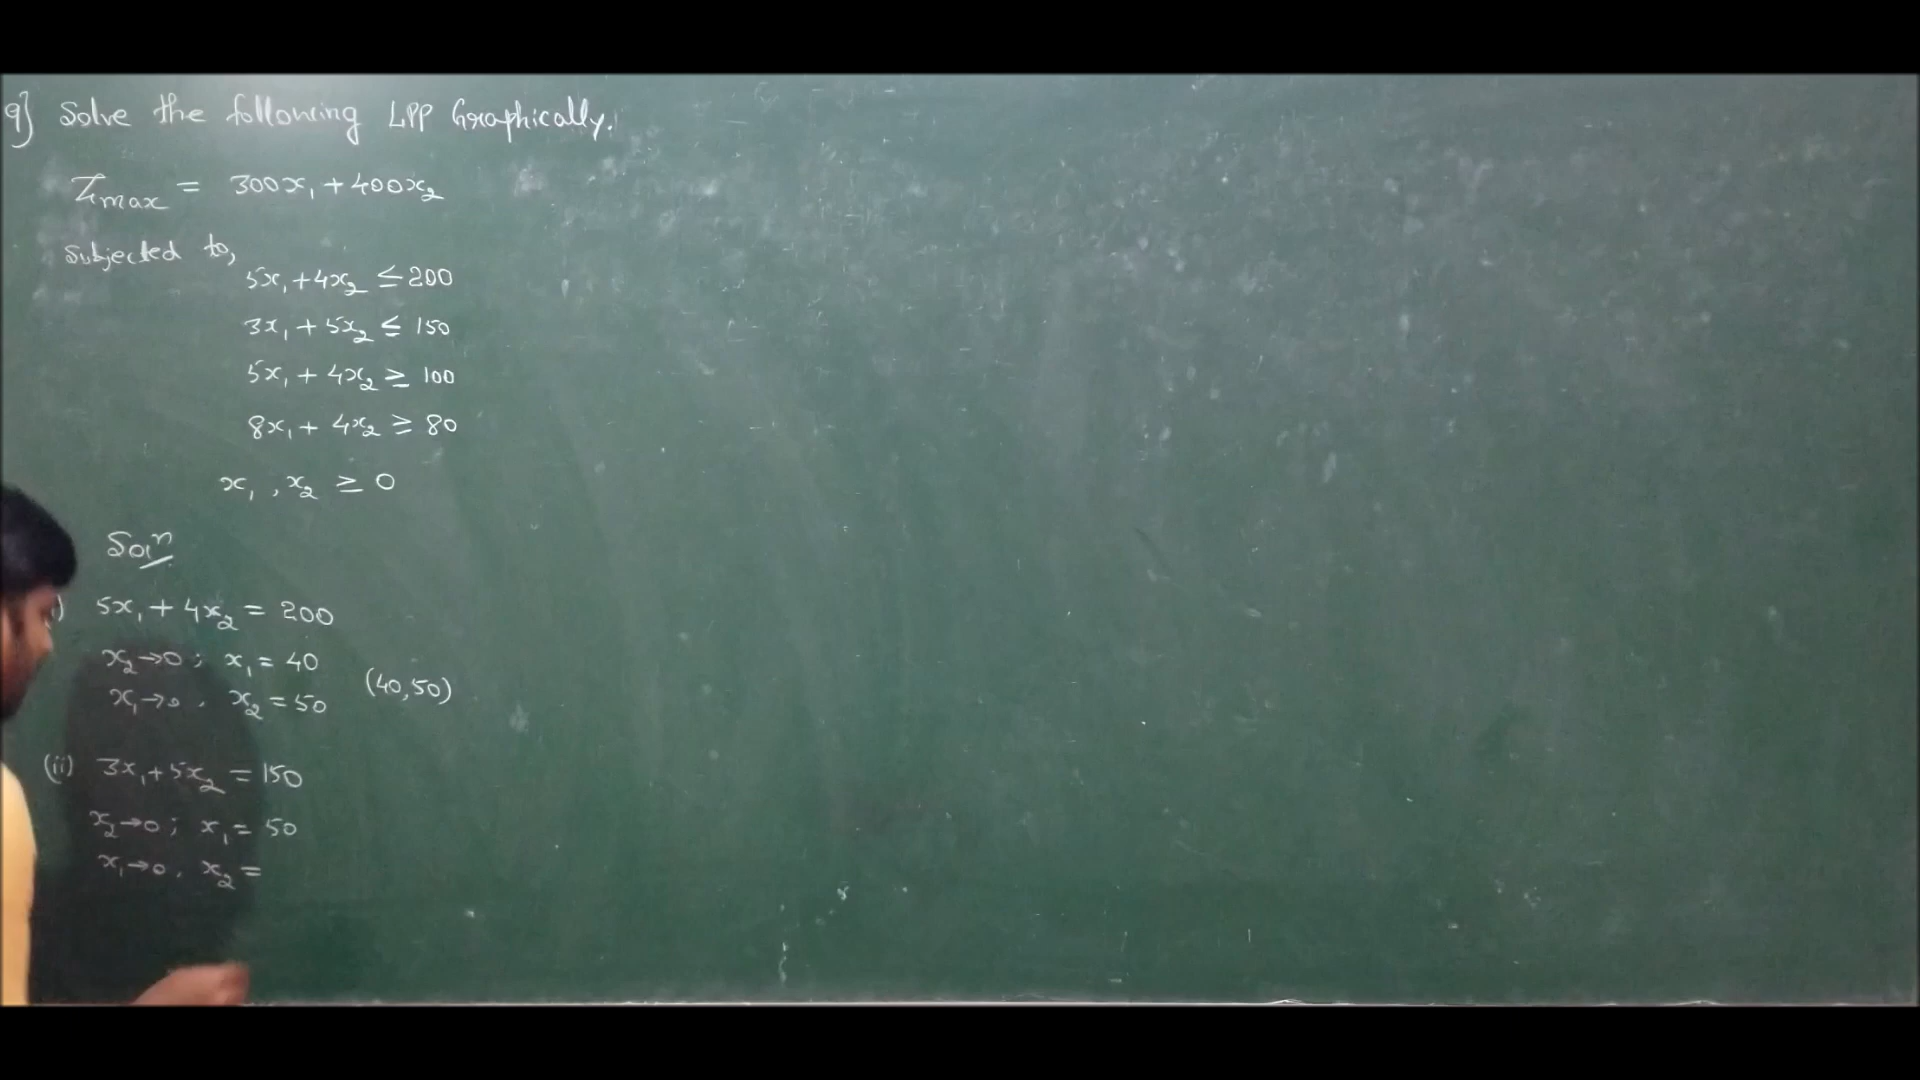 9] Solve the following LPP Graphically.
Zmax = 300x₁ + 400x₂
Subjected to,
5x₁ + 4x₂ ≤ 200
3x₁ + 5x₂ ≤ 150
5x₁ + 4x₂ ≥ 100
8x₁ + 4x₂ ≥ 80
x₁ , x₂ ≥ 0
Solⁿ
) 5x₁ + 4x₂ = 200
x₂→0 ; x₁ = 40
x₁→0 , x₂ = 50 (40,50)
(ii) 3x₁ + 5x₂ = 150
x₂→0 ; x₁ = 50
x₁→0 , x₂ =